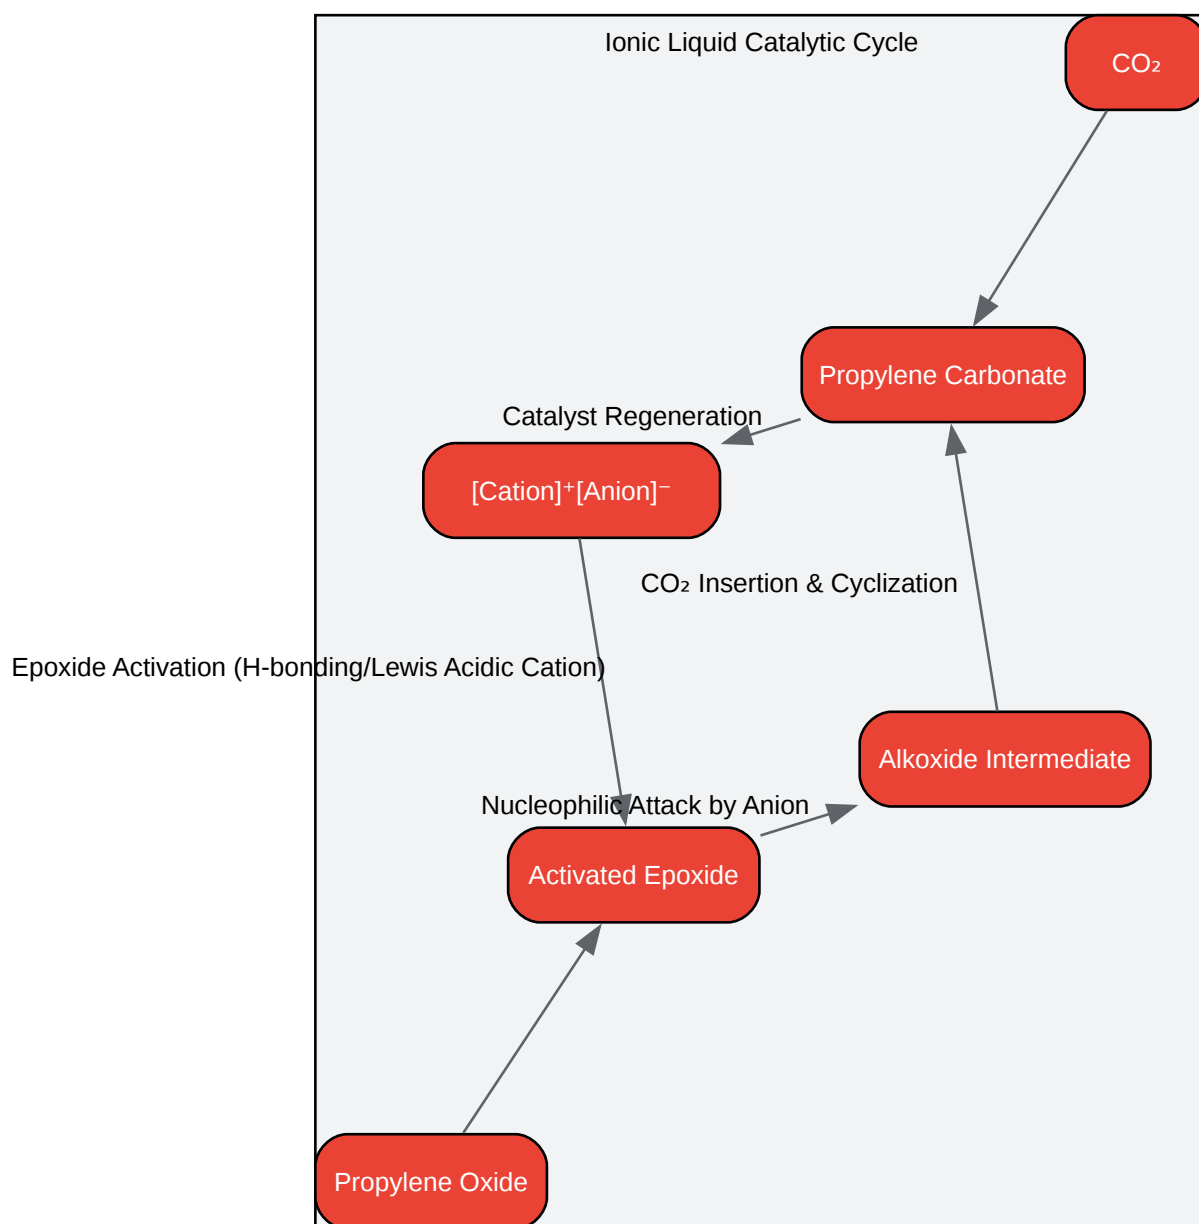 Ionic Liquid Catalytic Cycle
CO₂
Propylene Carbonate
Catalyst Regeneration
[Cation]⁺[Anion]⁻
CO₂ Insertion & Cyclization
Epoxide Activation (H-bonding/Lewis Acidic Cation)
Alkoxide Intermediate
Nucleophilic Attack by Anion
Activated Epoxide
Propylene Oxide